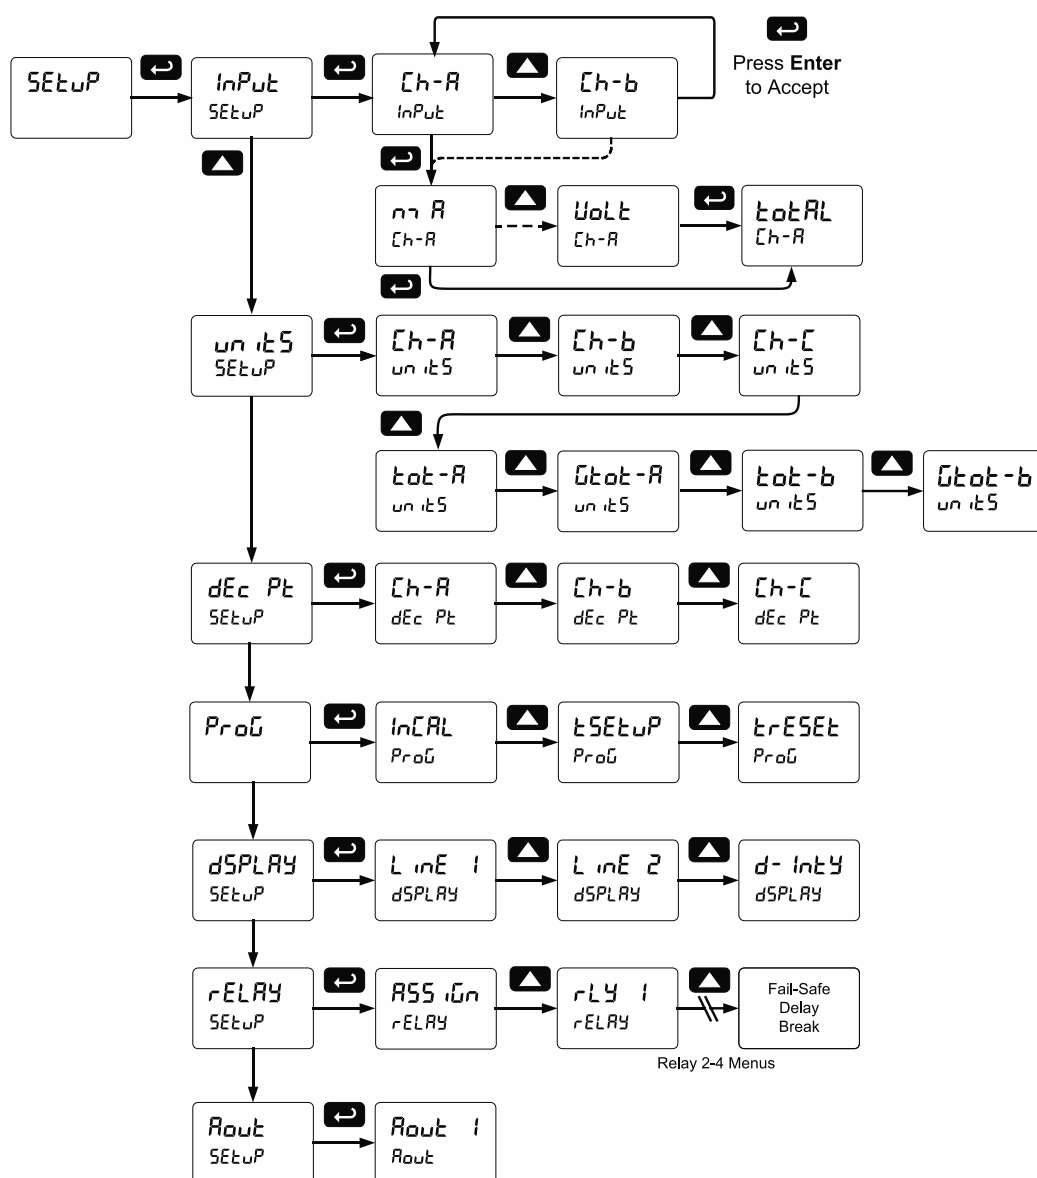 Press Enter
to Accept
SEtuP
InPut
SEtuP
Ch-A
InPut
Ch-b
InPut
mA
Ch-A
VoLt
Ch-A
totAL
Ch-A
unitS
SEtuP
Ch-A
unitS
Ch-b
unitS
Ch-C
unitS
tot-A
unitS
Gtot-A
unitS
tot-b
unitS
Gtot-b
unitS
dEc Pt
SEtuP
Ch-A
dEc Pt
Ch-b
dEc Pt
Ch-C
dEc Pt
ProG
InCAL
ProG
tSEtuP
ProG
trESEt
ProG
dSPLAY
SEtuP
LinE 1
dSPLAY
LinE 2
dSPLAY
d-IntY
dSPLAY
rELAY
SEtuP
ASSiGn
rELAY
rLY 1
rELAY
Fail-Safe
Delay
Break
Relay 2-4 Menus
Aout
SEtuP
Aout 1
Aout